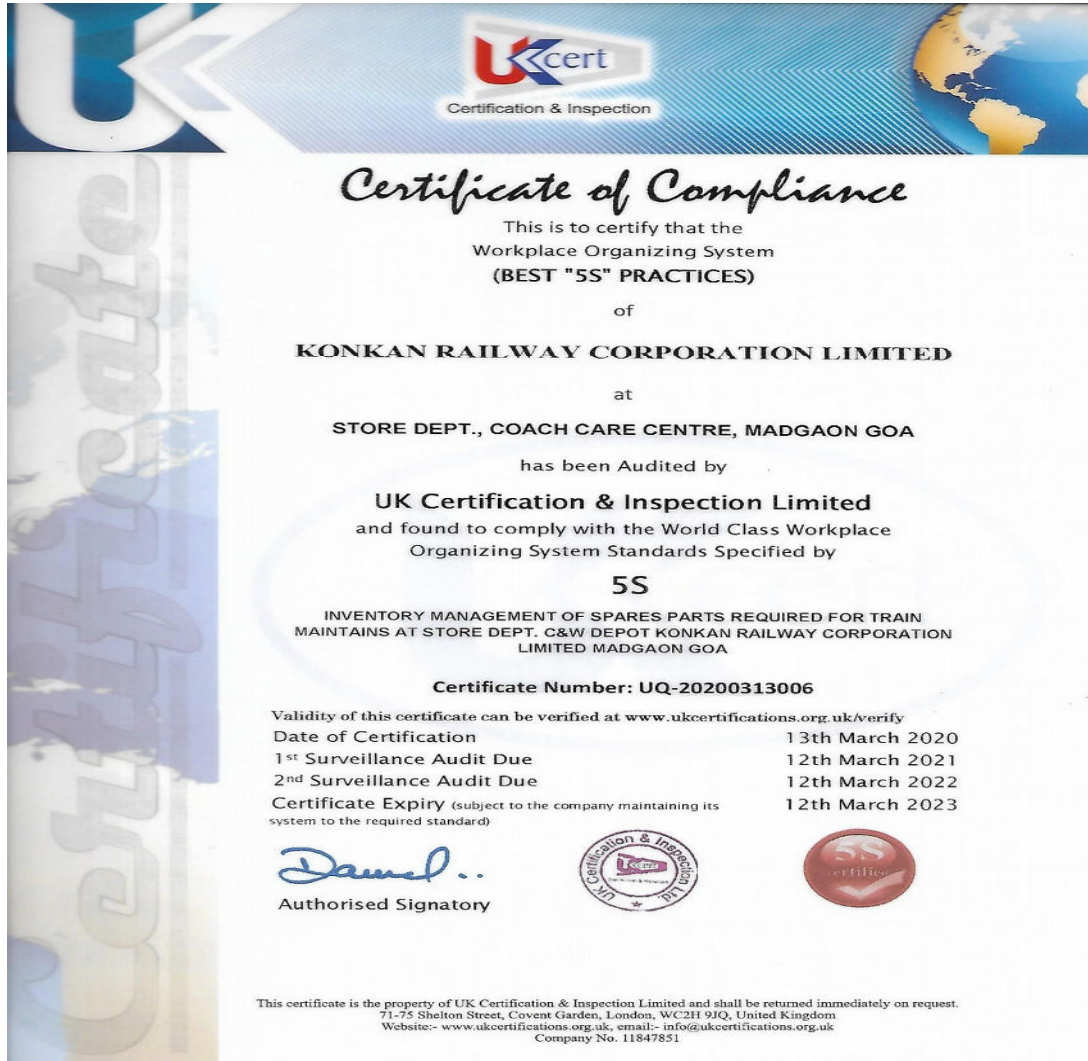 UK cert
Certification & Inspection
Certificate
Certificate of Compliance
This is to certify that the
Workplace Organizing System
(BEST "5S" PRACTICES)
of
KONKAN RAILWAY CORPORATION LIMITED
at
STORE DEPT., COACH CARE CENTRE, MADGAON GOA
has been Audited by
UK Certification & Inspection Limited
and found to comply with the World Class Workplace
Organizing System Standards Specified by
5S
INVENTORY MANAGEMENT OF SPARES PARTS REQUIRED FOR TRAIN
MAINTAINS AT STORE DEPT. C&W DEPOT KONKAN RAILWAY CORPORATION
LIMITED MADGAON GOA
Certificate Number: UQ-20200313006
Validity of this certificate can be verified at www.ukcertifications.org.uk/verify
Date of Certification 13th March 2020
1st Surveillance Audit Due 12th March 2021
2nd Surveillance Audit Due 12th March 2022
Certificate Expiry (subject to the company maintaining its 12th March 2023
system to the required standard)
Authorised Signatory
UK Certification & Inspection Ltd.
5S
certified
This certificate is the property of UK Certification & Inspection Limited and shall be returned immediately on request.
71-75 Shelton Street, Covent Garden, London, WC2H 9JQ, United Kingdom
Website:- www.ukcertifications.org.uk, email:- info@ukcertifications.org.uk
Company No. 11847851